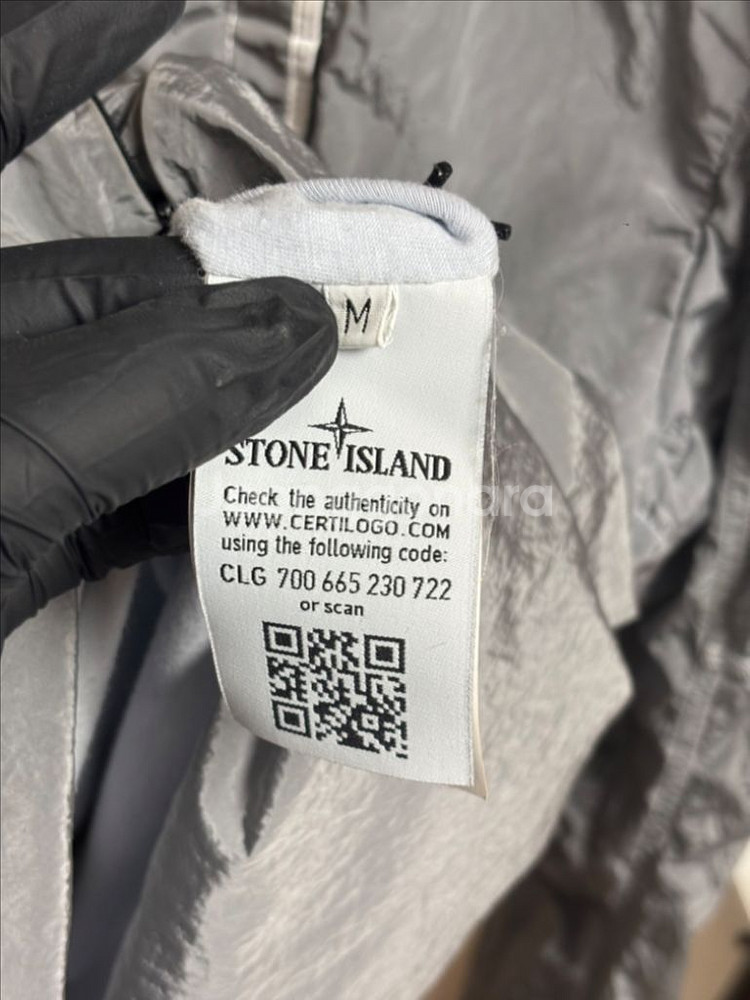 M
STONE ISLAND
Check the authenticity on
WWW.CERTILOGO.COM
using the following code:
CLG 700 665 230 722
or scan